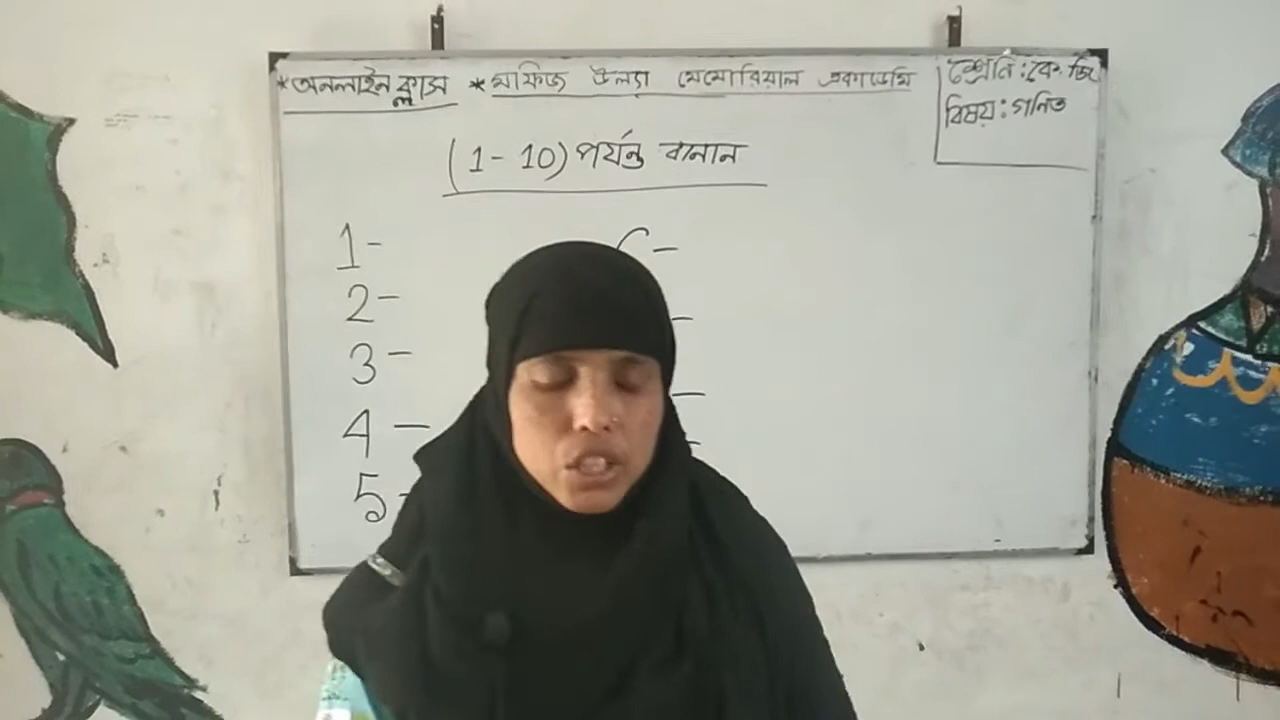 *অনলাইন ক্লাস *মাফিজ উল্যা মেমোরিয়াল একাডেমি
শ্রেনি : কে. জি
বিষয় : গনিত
(1 - 10) পর্যন্ত বানান
1 -
2 -
3 -
4 -
5 -